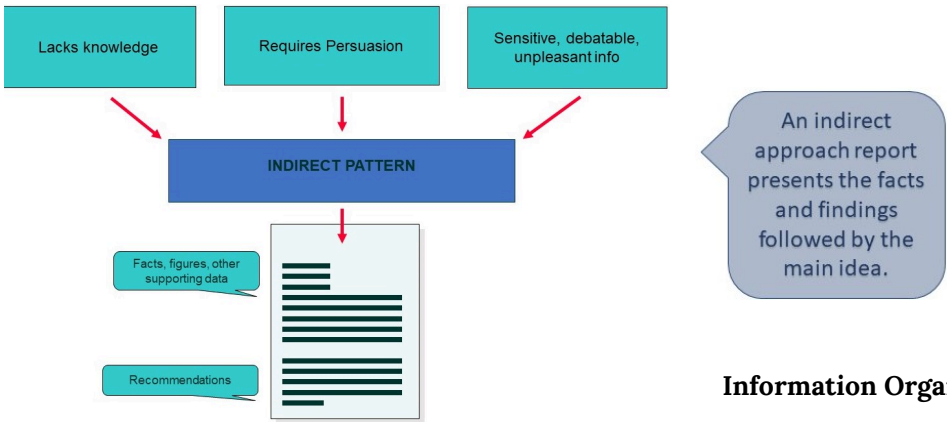 Lacks knowledge
Requires Persuasion
Sensitive, debatable,
unpleasant info
INDIRECT PATTERN
Facts, figures, other
supporting data
Recommendations
An indirect
approach report
presents the facts
and findings
followed by the
main idea.
Information Orga